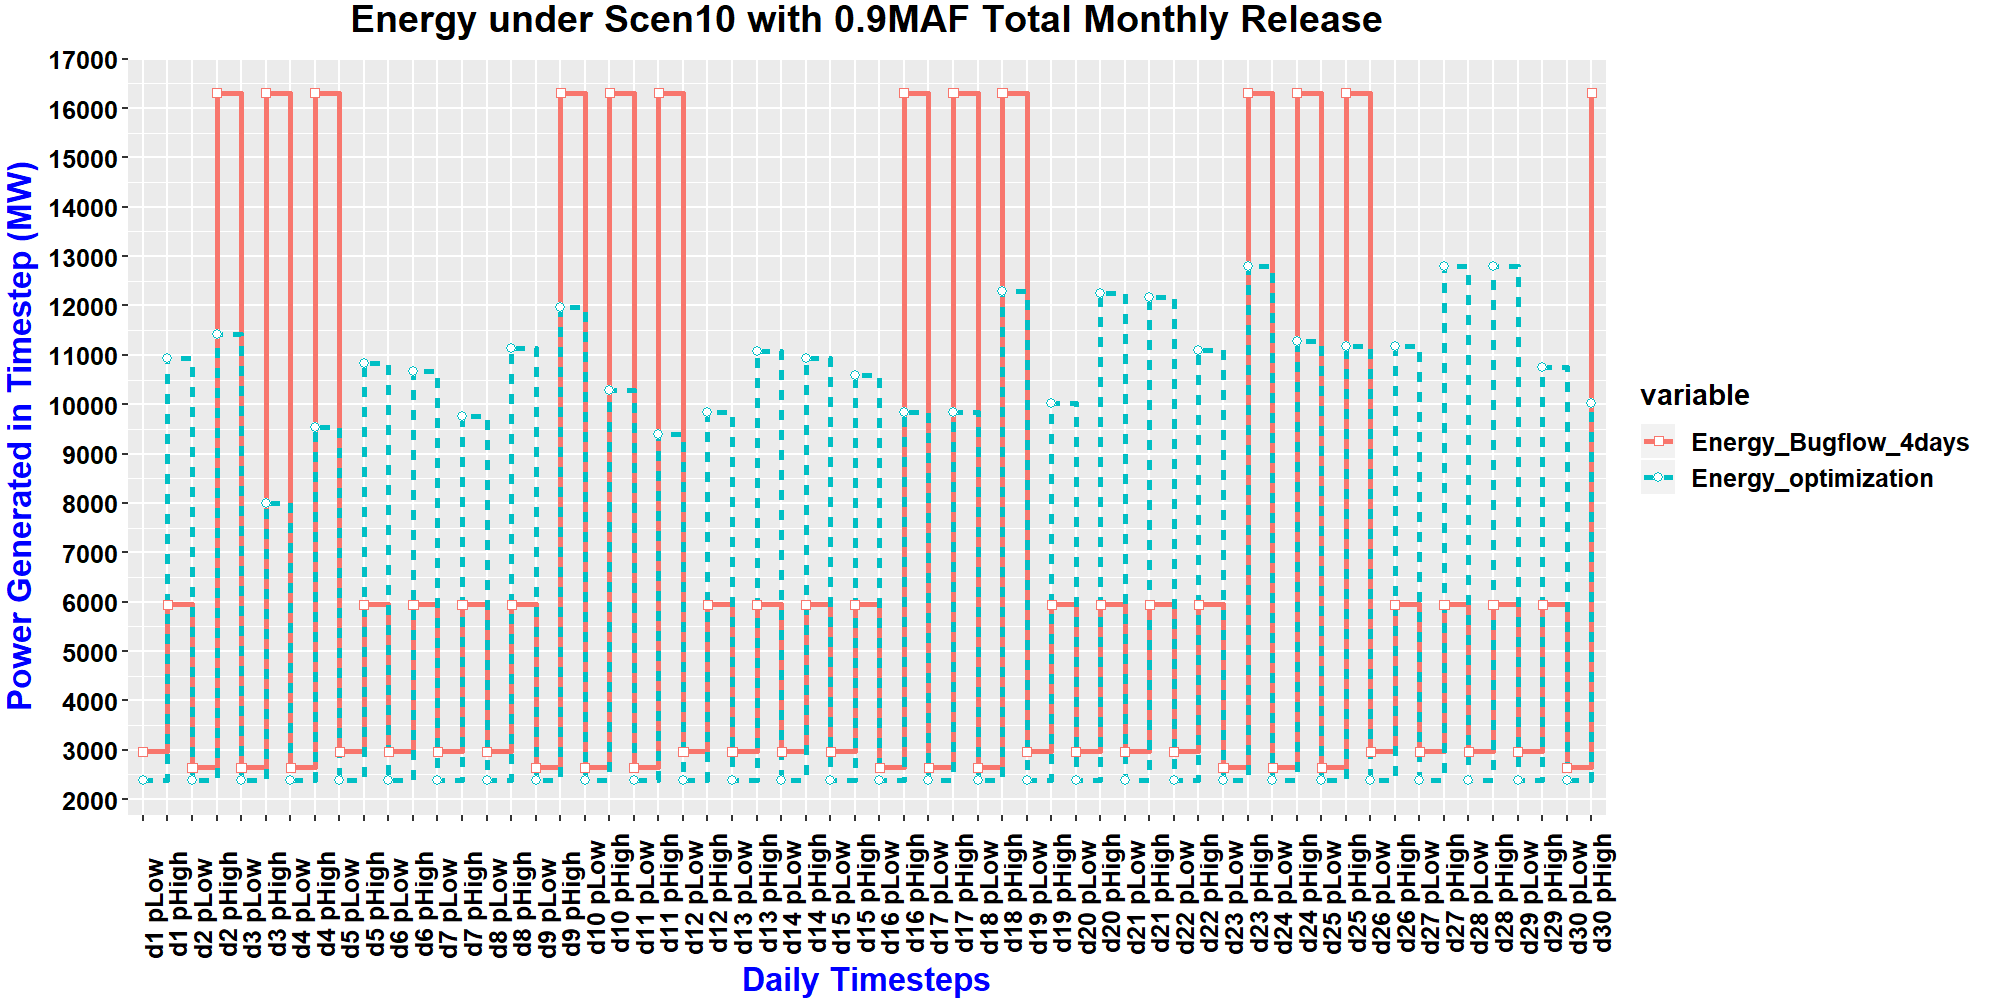 Energy under Scen10 with 0.9MAF Total Monthly Release
Power Generated in Timestep (MW)
17000
16000
15000
14000
13000
12000
11000
10000
9000
8000
7000
6000
5000
4000
3000
2000
d1 pLow
d1 pHigh
d2 pLow
d2 pHigh
d3 pLow
d3 pHigh
d4 pLow
d4 pHigh
d5 pLow
d5 pHigh
d6 pLow
d6 pHigh
d7 pLow
d7 pHigh
d8 pLow
d8 pHigh
d9 pLow
d9 pHigh
d10 pLow
d10 pHigh
d11 pLow
d11 pHigh
d12 pLow
d12 pHigh
d13 pLow
d13 pHigh
d14 pLow
d14 pHigh
d15 pLow
d15 pHigh
d16 pLow
d16 pHigh
d17 pLow
d17 pHigh
d18 pLow
d18 pHigh
d19 pLow
d19 pHigh
d20 pLow
d20 pHigh
d21 pLow
d21 pHigh
d22 pLow
d22 pHigh
d23 pLow
d23 pHigh
d24 pLow
d24 pHigh
d25 pLow
d25 pHigh
d26 pLow
d26 pHigh
d27 pLow
d27 pHigh
d28 pLow
d28 pHigh
d29 pLow
d29 pHigh
d30 pLow
d30 pHigh
Daily Timesteps
variable
Energy_Bugflow_4days
Energy_optimization